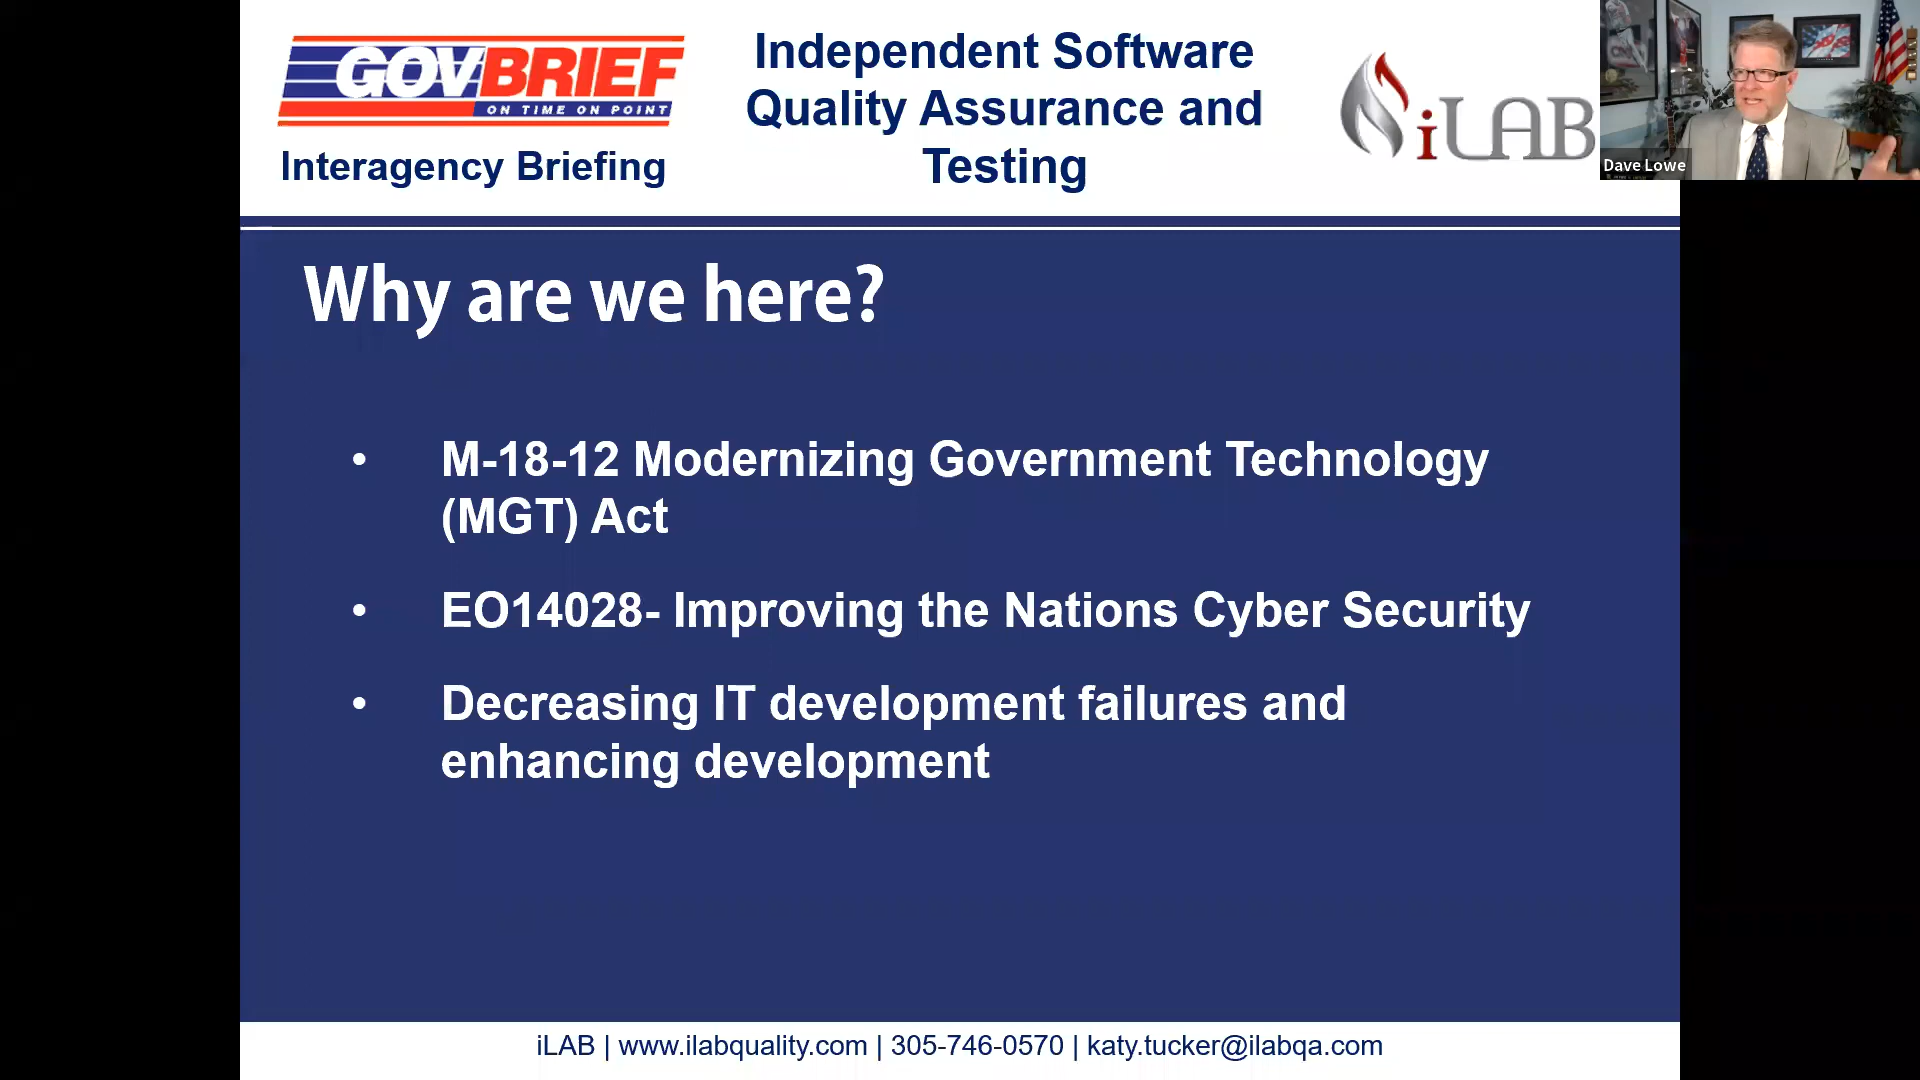 GOVBRIEF
ON TIME ON POINT
Interagency Briefing
Independent Software
Quality Assurance and
Testing
iLAB
Dave Lowe
Why are we here?
• M-18-12 Modernizing Government Technology
(MGT) Act
• EO14028- Improving the Nations Cyber Security
• Decreasing IT development failures and
enhancing development
iLAB | www.ilabquality.com | 305-746-0570 | katy.tucker@ilabqa.com